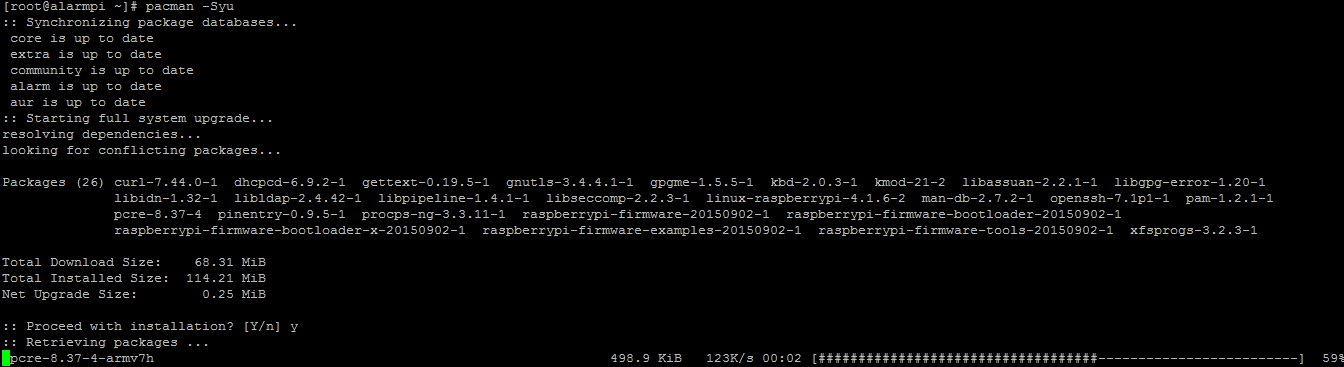 [root@alarmpi ~]# pacman -Syu
:: Synchronizing package databases...
 core is up to date
 extra is up to date
 community is up to date
 alarm is up to date
 aur is up to date
:: Starting full system upgrade...
resolving dependencies...
looking for conflicting packages...

Packages (26) curl-7.44.0-1  dhcpcd-6.9.2-1  gettext-0.19.5-1  gnutls-3.4.4.1-1  gpgme-1.5.5-1  kbd-2.0.3-1  kmod-21-2  libassuan-2.2.1-1  libgpg-error-1.20-1
              libidn-1.32-1  libldap-2.4.42-1  libpipeline-1.4.1-1  libseccomp-2.2.3-1  linux-raspberrypi-4.1.6-2  man-db-2.7.2-1  openssh-7.1p1-1  pam-1.2.1-1
              pcre-8.37-4  pinentry-0.9.5-1  procps-ng-3.3.11-1  raspberrypi-firmware-20150902-1  raspberrypi-firmware-bootloader-20150902-1
              raspberrypi-firmware-bootloader-x-20150902-1  raspberrypi-firmware-examples-20150902-1  raspberrypi-firmware-tools-20150902-1  xfsprogs-3.2.3-1

Total Download Size:    68.31 MiB
Total Installed Size:  114.21 MiB
Net Upgrade Size:        0.25 MiB

:: Proceed with installation? [Y/n] y
:: Retrieving packages ...
 pcre-8.37-4-armv7h                                                         498.9 KiB   123K/s 00:02 [###################################-------------------------]  59%